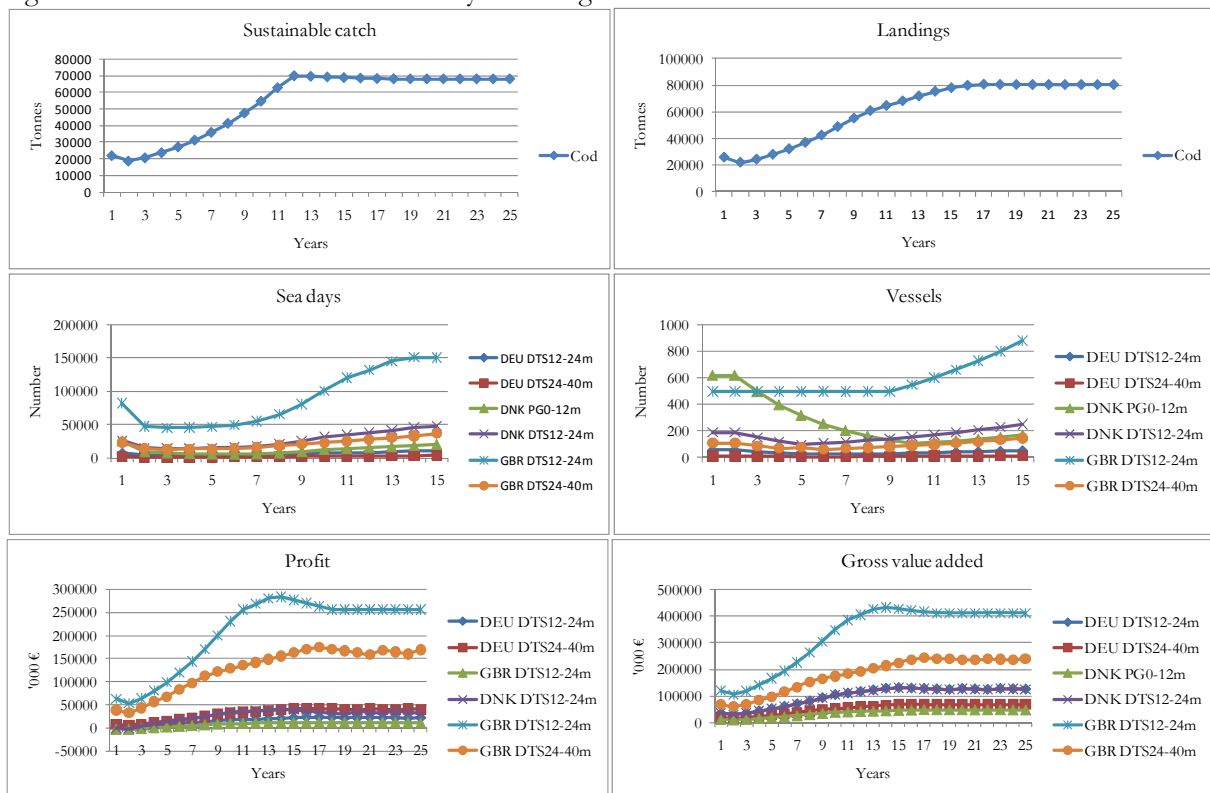 Sustainable catch
Tonnes
80000
70000
60000
50000
40000
30000
20000
10000
0
1 3 5 7 9 11 13 15 17 19 21 23 25
Years
Cod
Landings
Tonnes
100000
80000
60000
40000
20000
0
1 3 5 7 9 11 13 15 17 19 21 23 25
Years
Cod
Sea days
Number
200000
150000
100000
50000
0
1 3 5 7 9 11 13 15
Years
DEU DTS12-24m
DEU DTS24-40m
DNK PG0-12m
DNK DTS12-24m
GBR DTS12-24m
GBR DTS24-40m
Vessels
Number
1000
800
600
400
200
0
1 3 5 7 9 11 13 15
Years
DEU DTS12-24m
DEU DTS24-40m
DNK PG0-12m
DNK DTS12-24m
GBR DTS12-24m
GBR DTS24-40m
Profit
'000 €
300000
250000
200000
150000
100000
50000
0
-50000
1 3 5 7 9 11 13 15 17 19 21 23 25
Years
DEU DTS12-24m
DEU DTS24-40m
GBR DTS12-24m
DNK DTS12-24m
GBR DTS12-24m
GBR DTS24-40m
Gross value added
'000 €
500000
400000
300000
200000
100000
0
1 3 5 7 9 11 13 15 17 19 21 23 25
Years
DEU DTS12-24m
DEU DTS24-40m
DNK PG0-12m
DNK DTS12-24m
GBR DTS12-24m
GBR DTS24-40m